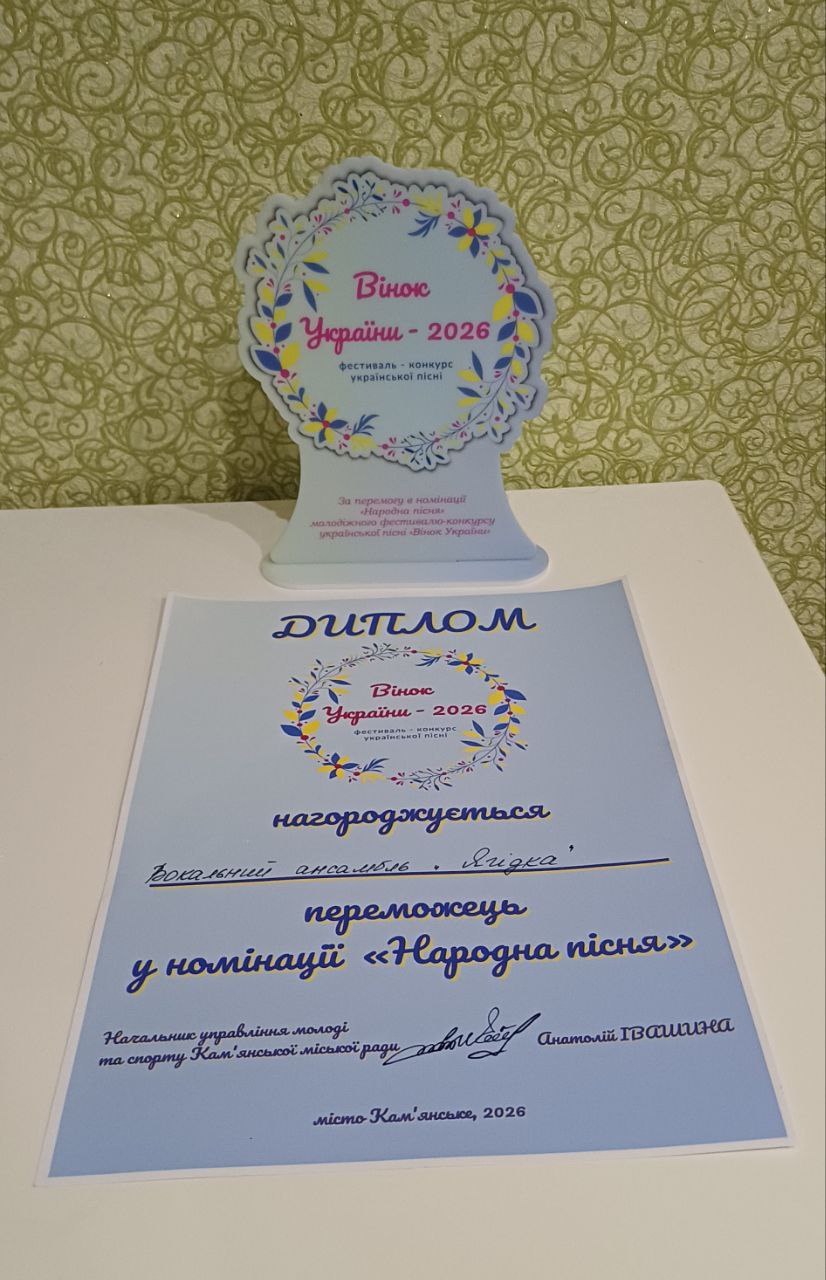 Вінок
України - 2026
фестиваль - конкурс
української пісні
За перемогу в номінації
«Народна пісня»
молодіжного фестивалю-конкурсу
української пісні «Вінок України»
ДИПЛОМ
Вінок
України - 2026
фестиваль - конкурс
української пісні
нагороджується
Вокальний ансамбль „Ягідка"
переможець
у номінації «Народна пісня»
Начальник управління молоді
та спорту Кам'янської міської ради Анатолій ІВАШИНА
місто Кам'янське, 2026